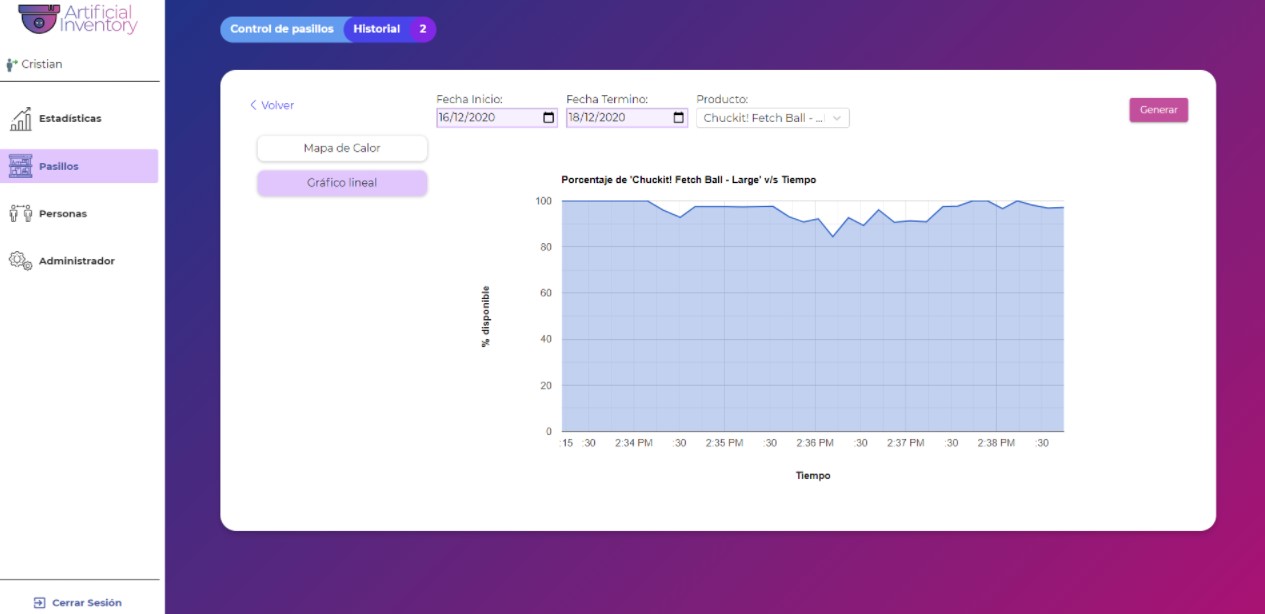 Artificial
Inventory
Cristian
Estadísticas
Pasillos
Personas
Administrador
Cerrar Sesión
Control de pasillos Historial 2
Volver
Mapa de Calor
Gráfico lineal
Fecha Inicio: Fecha Termino: Producto:
16/12/2020 18/12/2020 Chuckit! Fetch Ball - ...
Generar
Porcentaje de 'Chuckit! Fetch Ball - Large' v/s Tiempo
% disponible
100
80
60
40
20
0
:15 :30 2:34 PM :30 2:35 PM :30 2:36 PM :30 2:37 PM :30 2:38 PM :30
Tiempo